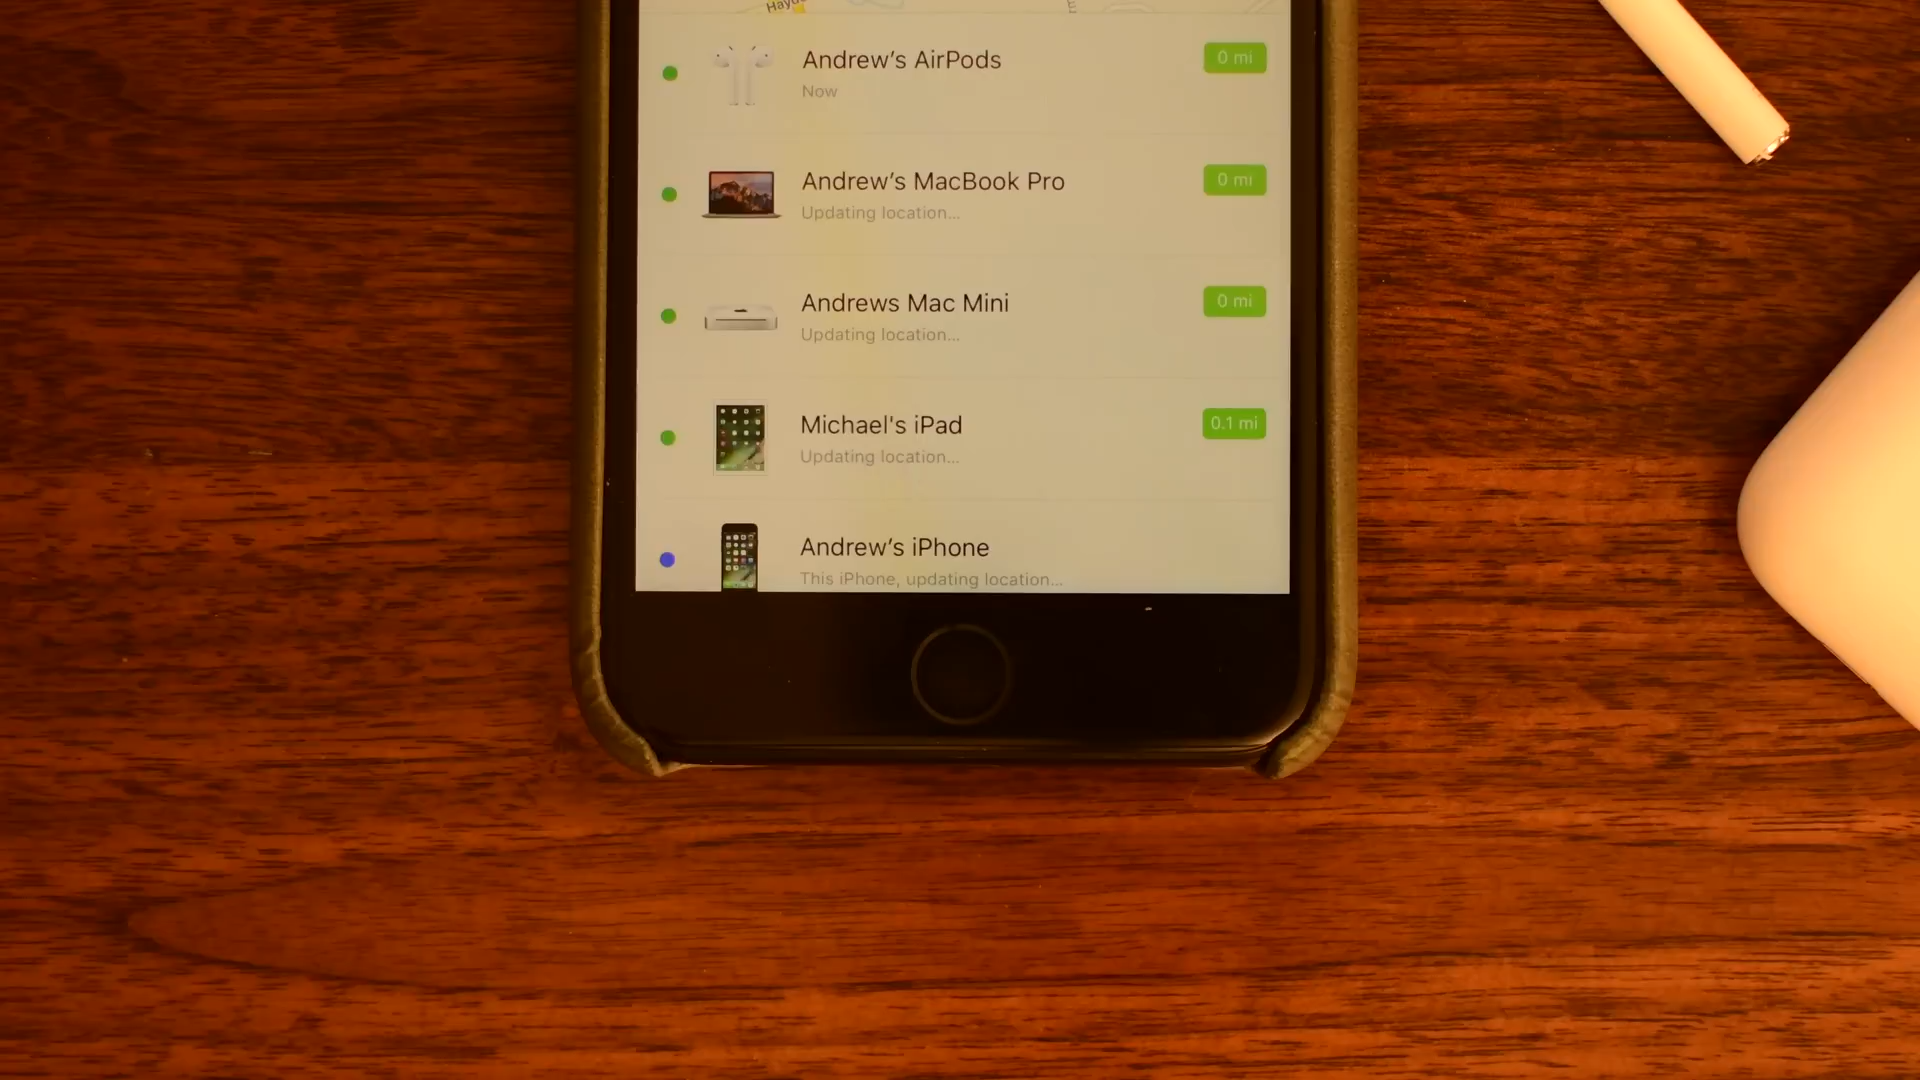 Andrew’s AirPods
0 mi
Now
Andrew’s MacBook Pro
0 mi
Updating location...
Andrews Mac Mini
0 mi
Updating location...
Michael's iPad
0.1 mi
Updating location...
Andrew’s iPhone
This iPhone, updating location...